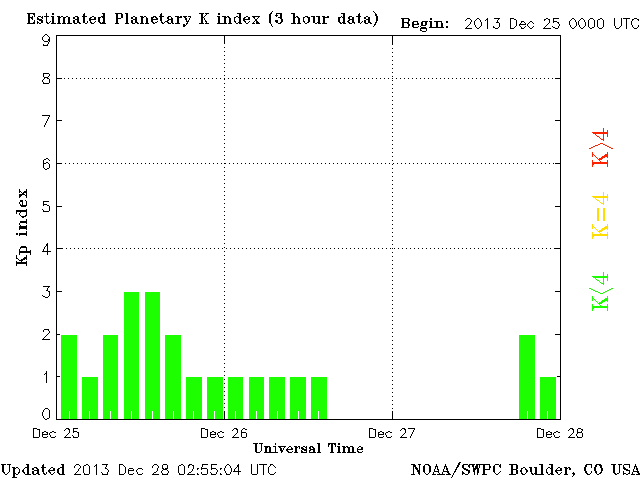 Estimated Planetary K index (3 hour data) Begin: 2013 Dec 25 0000 UTC
9
8
7
6
5
4
3
2
1
0
Kp index
K>4
K=4
K<4
Dec 25 Dec 26 Dec 27 Dec 28
Universal Time
Updated 2013 Dec 28 02:55:04 UTC NOAA/SWPC Boulder, CO USA